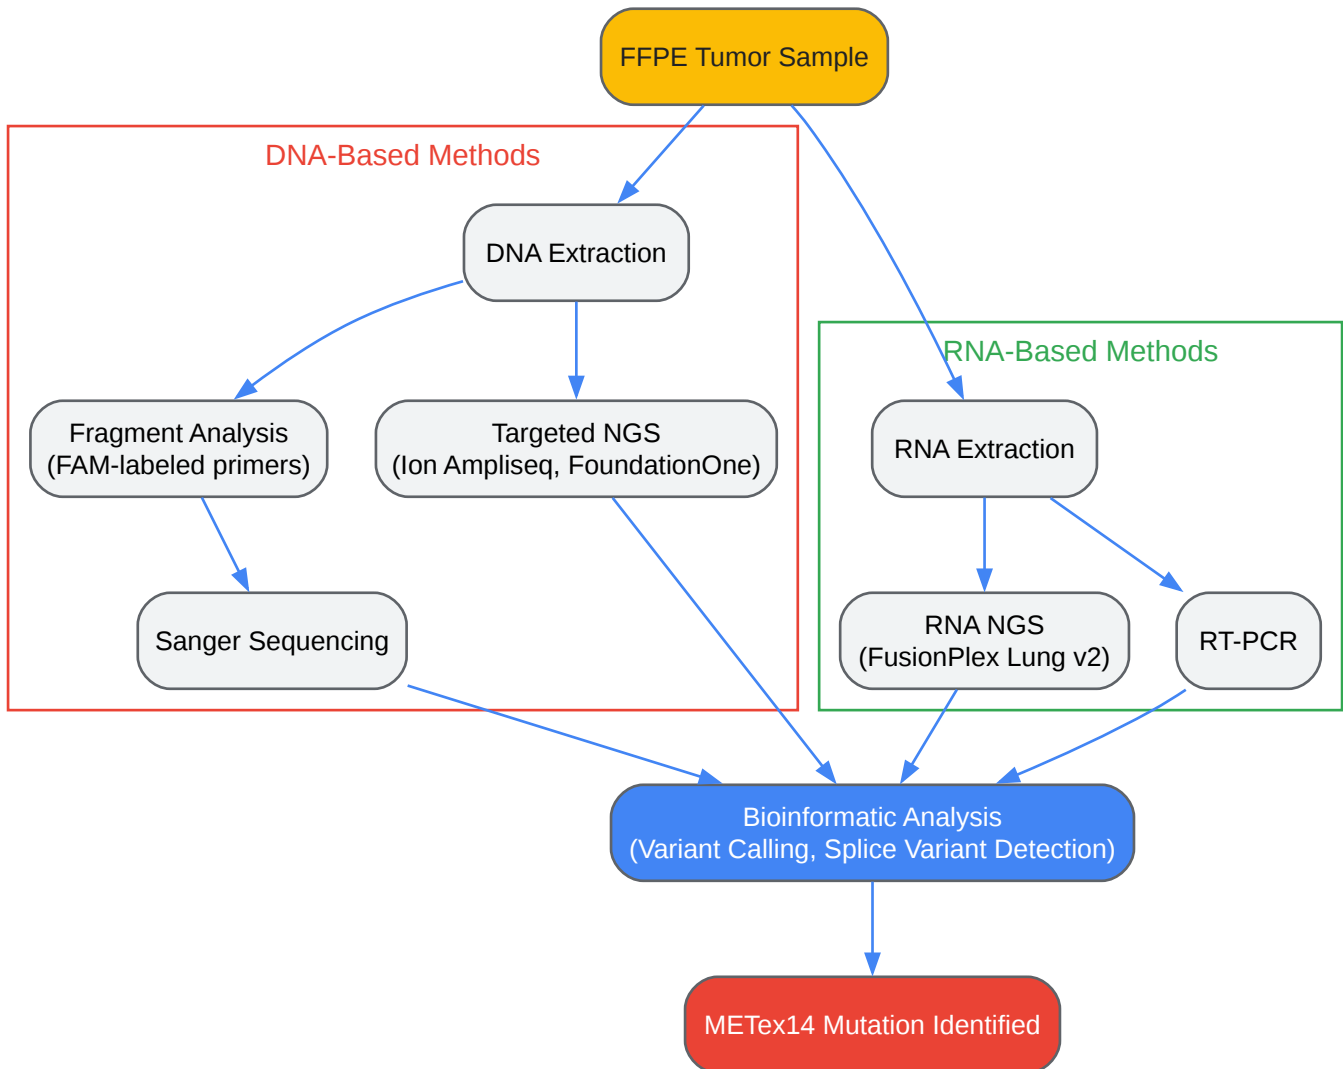 FFPE Tumor Sample
DNA-Based Methods
DNA Extraction
RNA-Based Methods
Fragment Analysis
(FAM-labeled primers)
Targeted NGS
(Ion Ampliseq, FoundationOne)
RNA Extraction
Sanger Sequencing
RNA NGS
(FusionPlex Lung v2)
RT-PCR
Bioinformatic Analysis
(Variant Calling, Splice Variant Detection)
METex14 Mutation Identified